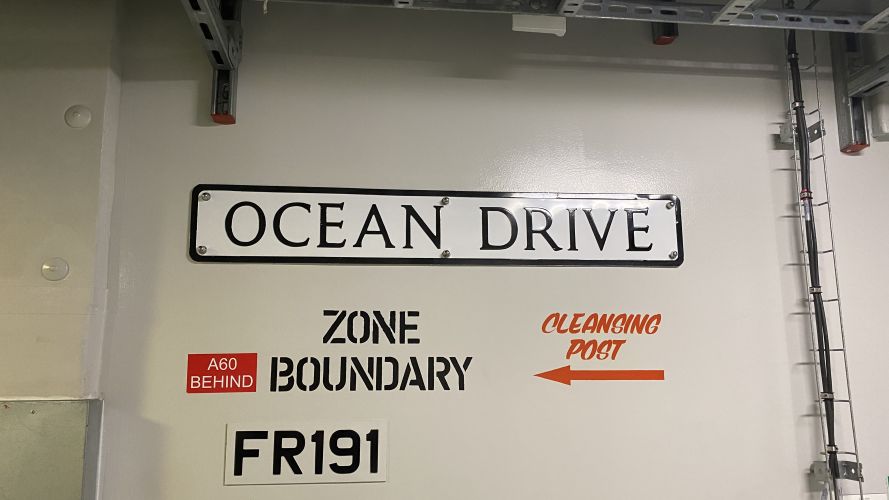 OCEAN DRIVE
ZONE
BOUNDARY
A60
BEHIND
CLEANSING
POST
FR191